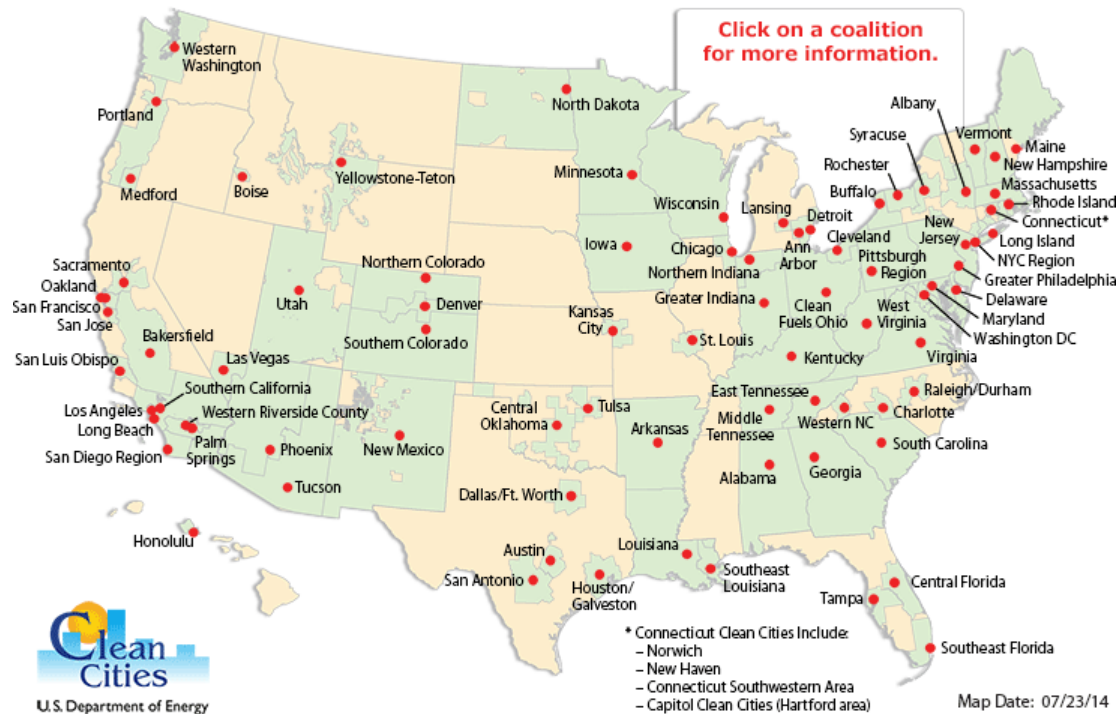 Click on a coalition
for more information.
Western
Washington
Portland
Medford
Boise
Yellowstone-Teton
North Dakota
Minnesota
Wisconsin
Iowa
Chicago
Northern Indiana
Greater Indiana
Lansing
Detroit
Ann
Arbor
Cleveland
Clean
Fuels Ohio
Albany
Syracuse
Rochester
Buffalo
Vermont
Maine
New Hampshire
Massachusetts
Rhode Island
Connecticut*
New
Jersey
Long Island
NYC Region
Pittsburgh
Region
Greater Philadelphia
Delaware
Maryland
Washington DC
West
Virginia
Virginia
Kentucky
Sacramento
Oakland
San Francisco
San Jose
Bakersfield
San Luis Obispo
Las Vegas
Southern California
Los Angeles
Long Beach
Western Riverside County
Palm
Springs
San Diego Region
Utah
Northern Colorado
Denver
Southern Colorado
Kansas
City
St. Louis
Phoenix
Tucson
New Mexico
Central
Oklahoma
Tulsa
Arkansas
East Tennessee
Middle
Tennessee
Western NC
Raleigh/Durham
Charlotte
South Carolina
Alabama
Georgia
Dallas/Ft. Worth
Austin
San Antonio
Houston/
Galveston
Louisiana
Southeast
Louisiana
Central Florida
Tampa
Southeast Florida
Honolulu
* Connecticut Clean Cities Include:
– Norwich
– New Haven
– Connecticut Southwestern Area
– Capitol Clean Cities (Hartford area)
Clean
Cities
U.S. Department of Energy
Map Date: 07/23/14